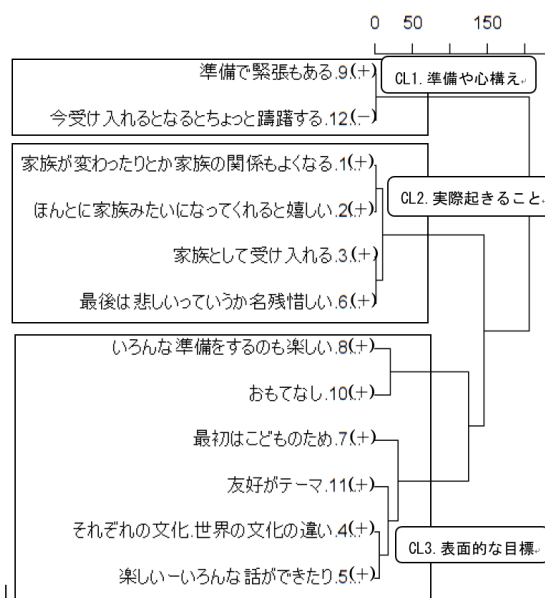 0 50 150
準備で緊張もある.9(+)
CL1.準備や心構え
今受け入れるとなるとちょっと躊躇する.12(−)
家族が変わったりとか家族の関係もよくなる.1(+)
CL2.実際起きること
ほんとに家族みたいになってくれると嬉しい.2(+)
家族として受け入れる.3(+)
最後は悲しいっていうか名残惜しい.6(+)
いろんな準備をするのも楽しい.8(+)
おもてなし.10(+)
最初はこどものため.7(+)
友好がテーマ.11(+)
それぞれの文化.世界の文化の違い.4(+)
CL3.表面的な目標
楽しいーいろんな話ができたり.5(+)